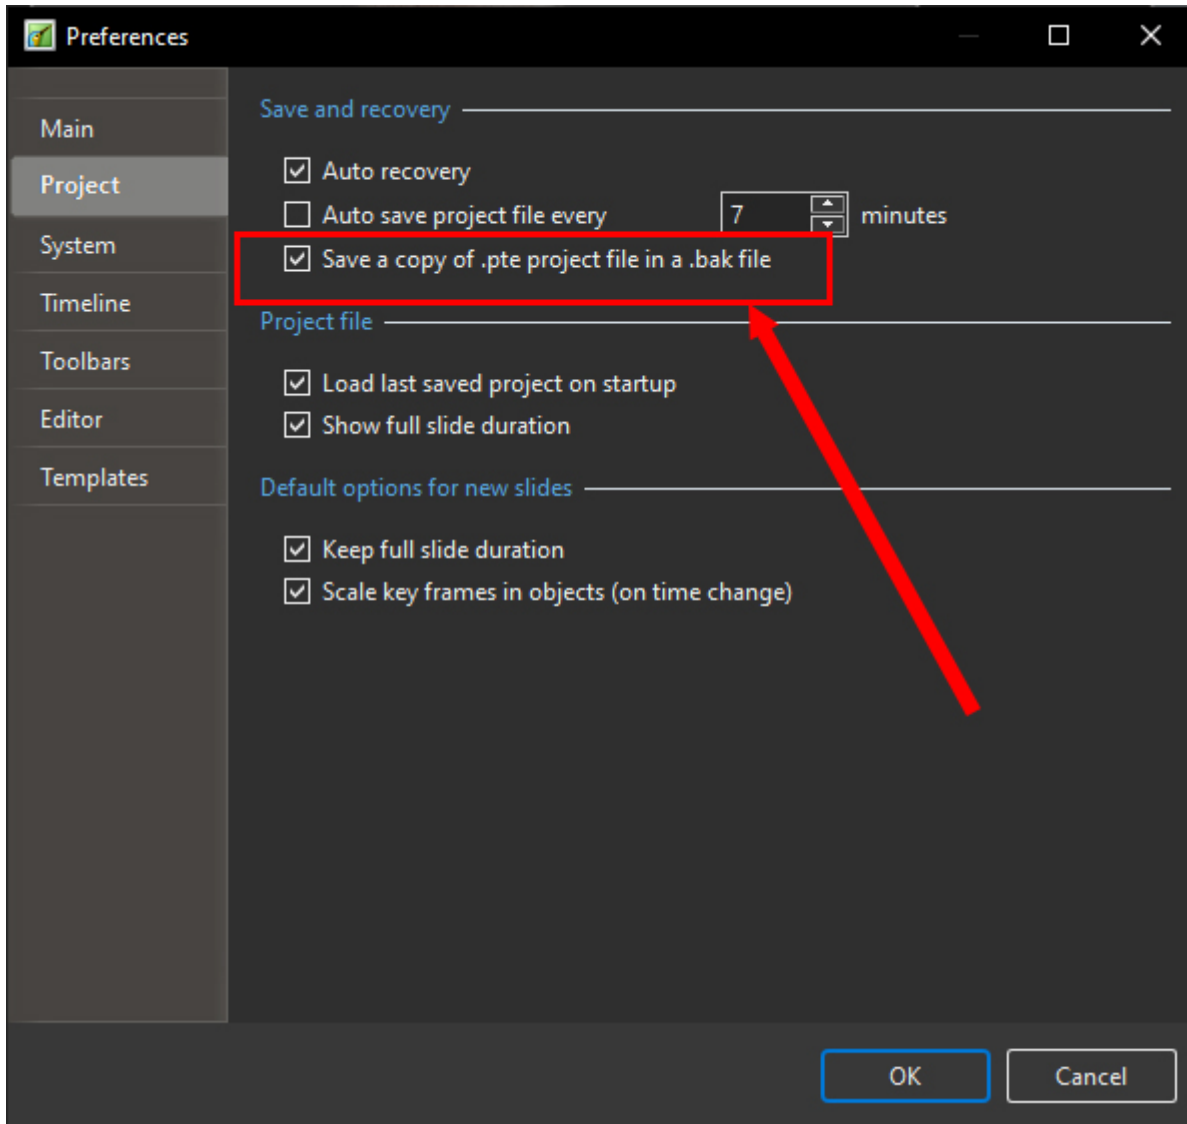 Preferences
Main
Project
System
Timeline
Toolbars
Editor
Templates
Save and recovery
Auto recovery
Auto save project file every 7 minutes
Save a copy of .pte project file in a .bak file
Project file
Load last saved project on startup
Show full slide duration
Default options for new slides
Keep full slide duration
Scale key frames in objects (on time change)
OK
Cancel